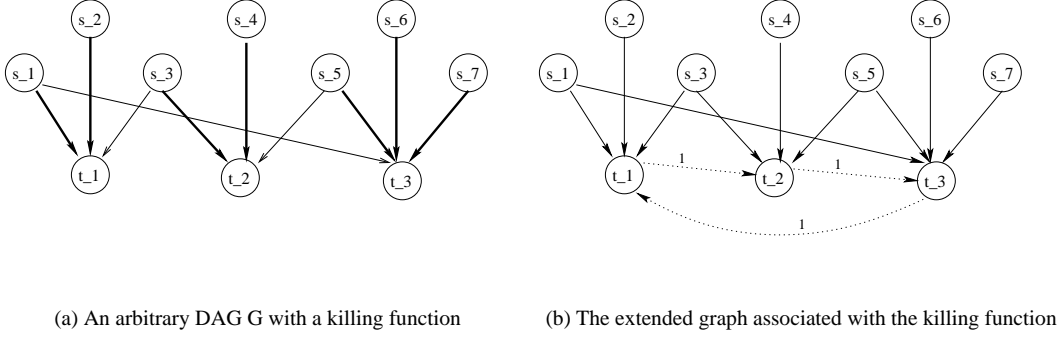 s_2 s_4 s_6 s_2 s_4 s_6
s_1 s_3 s_5 s_7 s_1 s_3 s_5 s_7
1 1
t_1 t_2 t_3 t_1 t_2 t_3
1
(a) An arbitrary DAG G with a killing function (b) The extended graph associated with the killing function